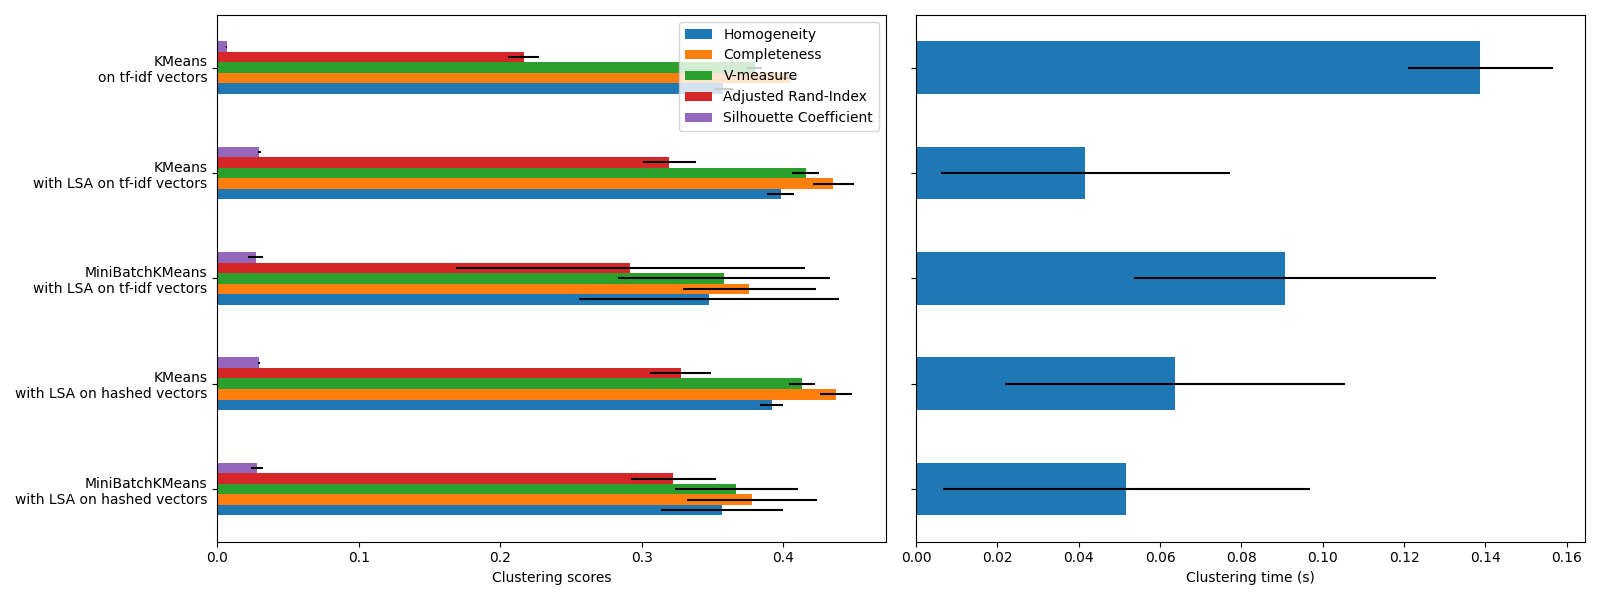 KMeans
on tf-idf vectors
KMeans
with LSA on tf-idf vectors
MiniBatchKMeans
with LSA on tf-idf vectors
KMeans
with LSA on hashed vectors
MiniBatchKMeans
with LSA on hashed vectors
Homogeneity
Completeness
V-measure
Adjusted Rand-Index
Silhouette Coefficient
0.0 0.1 0.2 0.3 0.4
Clustering scores
0.00 0.02 0.04 0.06 0.08 0.10 0.12 0.14 0.16
Clustering time (s)